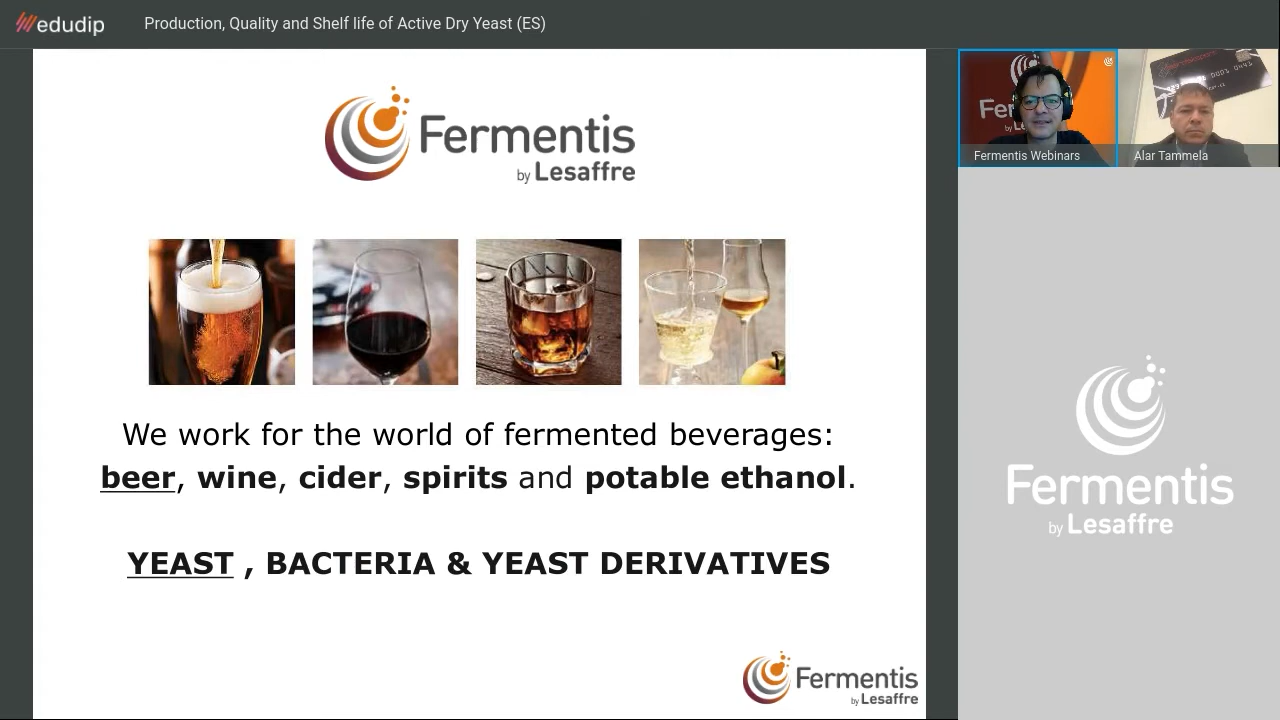 edudip
Production, Quality and Shelf life of Active Dry Yeast (ES)
Fermentis
by Lesaffre
We work for the world of fermented beverages:
beer, wine, cider, spirits and potable ethanol.
YEAST , BACTERIA & YEAST DERIVATIVES
Fermentis
by Lesaffre
Fermentis Webinars
Alar Tammela
Fermentis
by Lesaffre